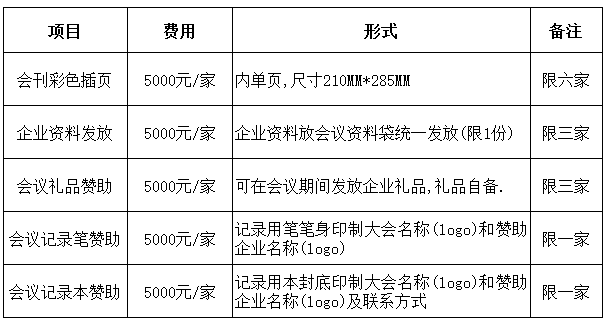 项目 费用 形式 备注
会刊彩色插页 5000元/家 内单页,尺寸210MM*285MM 限六家
企业资料发放 5000元/家 企业资料放会议资料袋统一发放(限1份) 限三家
会议礼品赞助 5000元/家 可在会议期间发放企业礼品,礼品自备. 限三家
会议记录笔赞助 5000元/家 记录用笔笔身印制大会名称(logo)和赞助
企业名称(logo) 限一家
会议记录本赞助 5000元/家 记录用本封底印制大会名称(logo)和赞助
企业名称(logo)及联系方式 限一家